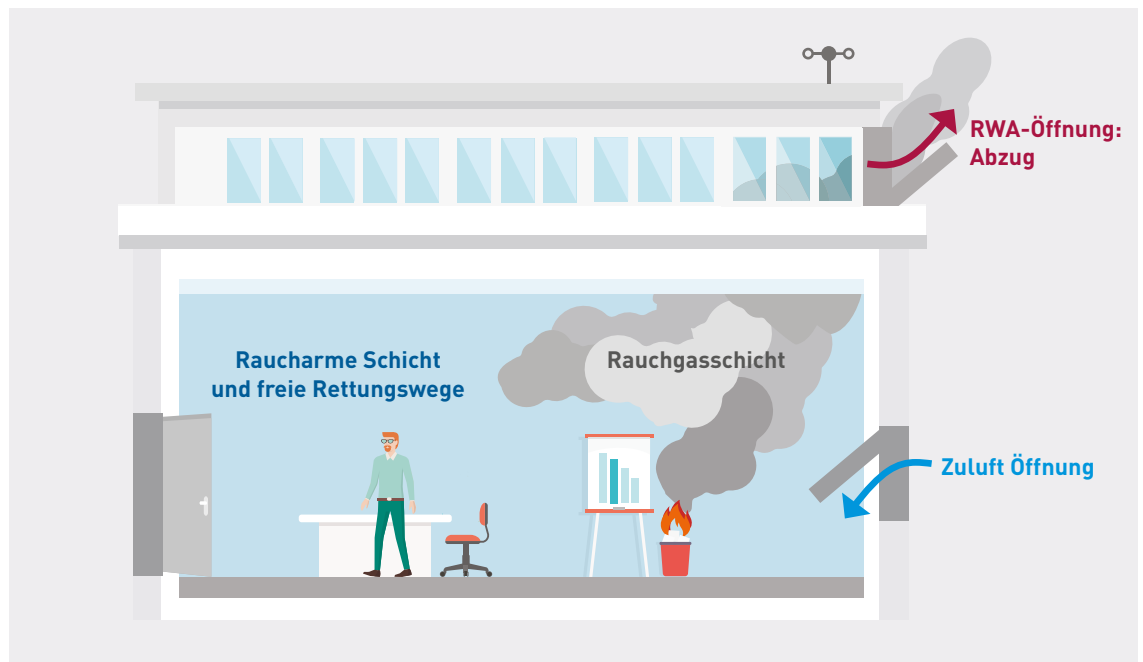 RWA-Öffnung:
Abzug
Raucharme Schicht
und freie Rettungswege
Rauchgasschicht
Zuluft Öffnung